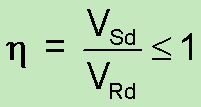 η = V_Sd / V_Rd ≤ 1